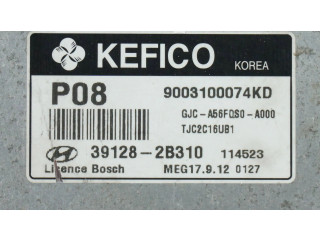 KEFICO KOREA
P08 9003100074KD
GJC-A56FQS0-A000
TJC2C16UB1
39128-2B310 114523
Licence Bosch MEG17.9.12 0127